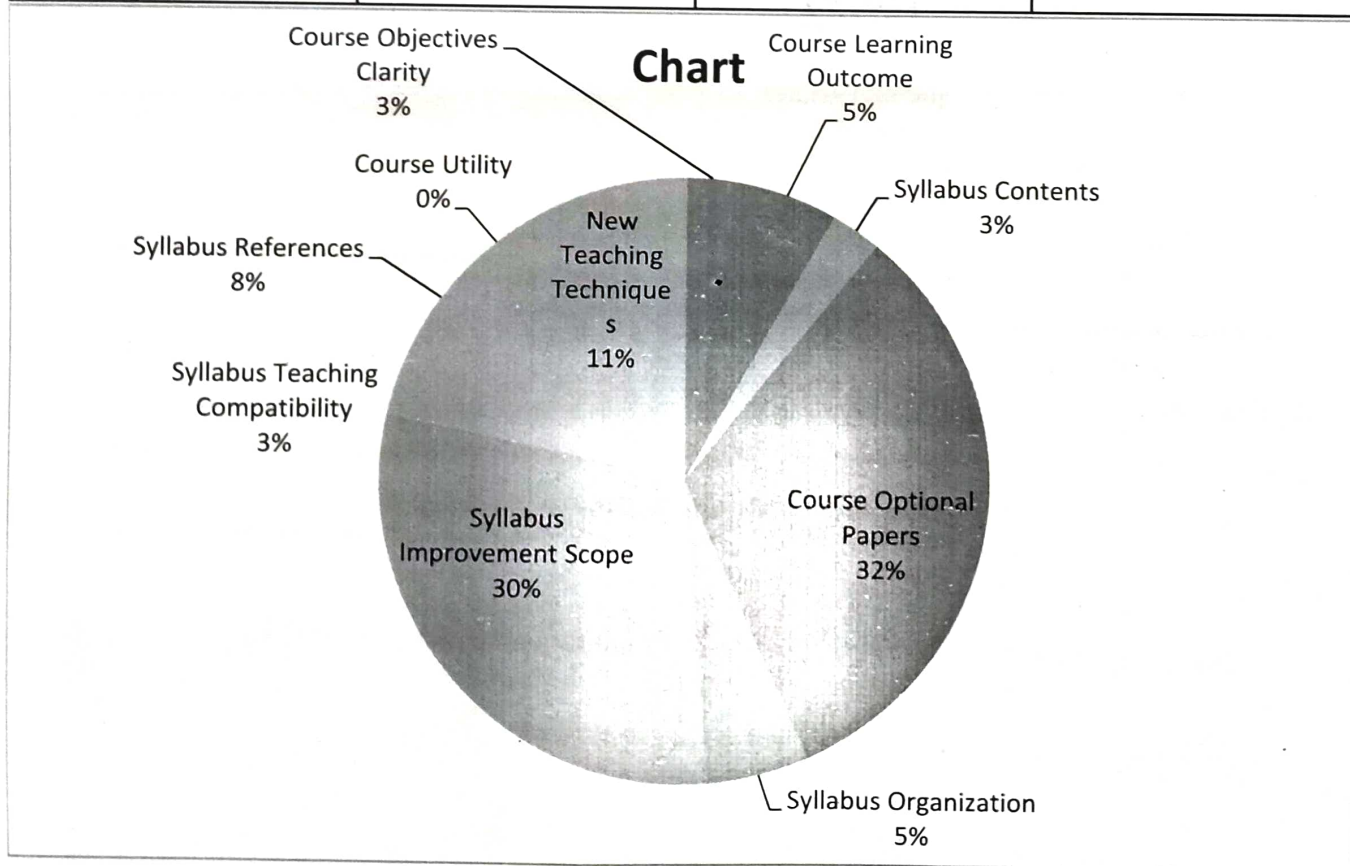 Chart
Course Objectives
Clarity
3%
Course Learning
Outcome
5%
Course Utility
0%
Syllabus Contents
3%
New
Teaching
Technique
s
11%
Syllabus References
8%
Syllabus Teaching
Compatibility
3%
Course Optional
Papers
32%
Syllabus
Improvement Scope
30%
Syllabus Organization
5%